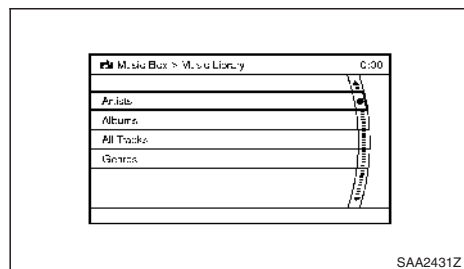 Music Box > Music Library 0:00
Artists
Albums
All Tracks
Genres
SAA2431Z